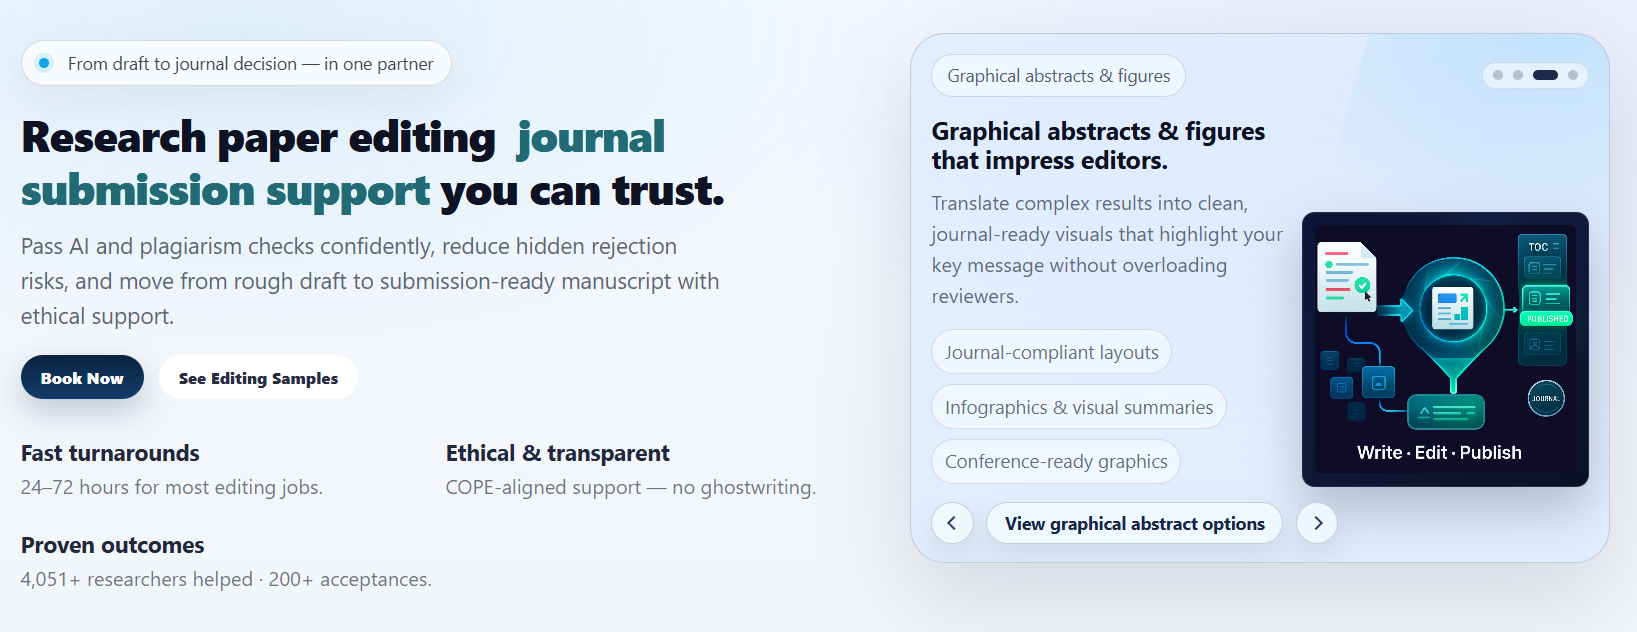 From draft to journal decision — in one partner
Research paper editing journal
submission support you can trust.
Pass AI and plagiarism checks confidently, reduce hidden rejection
risks, and move from rough draft to submission-ready manuscript with
ethical support.
Book Now
See Editing Samples
Fast turnarounds
24–72 hours for most editing jobs.
Ethical & transparent
COPE-aligned support — no ghostwriting.
Proven outcomes
4,051+ researchers helped · 200+ acceptances.
Graphical abstracts & figures
Graphical abstracts & figures
that impress editors.
Translate complex results into clean,
journal-ready visuals that highlight your
key message without overloading
reviewers.
Journal-compliant layouts
Infographics & visual summaries
Conference-ready graphics
View graphical abstract options
TOC
PUBLISHED
JOURNAL
Write · Edit · Publish